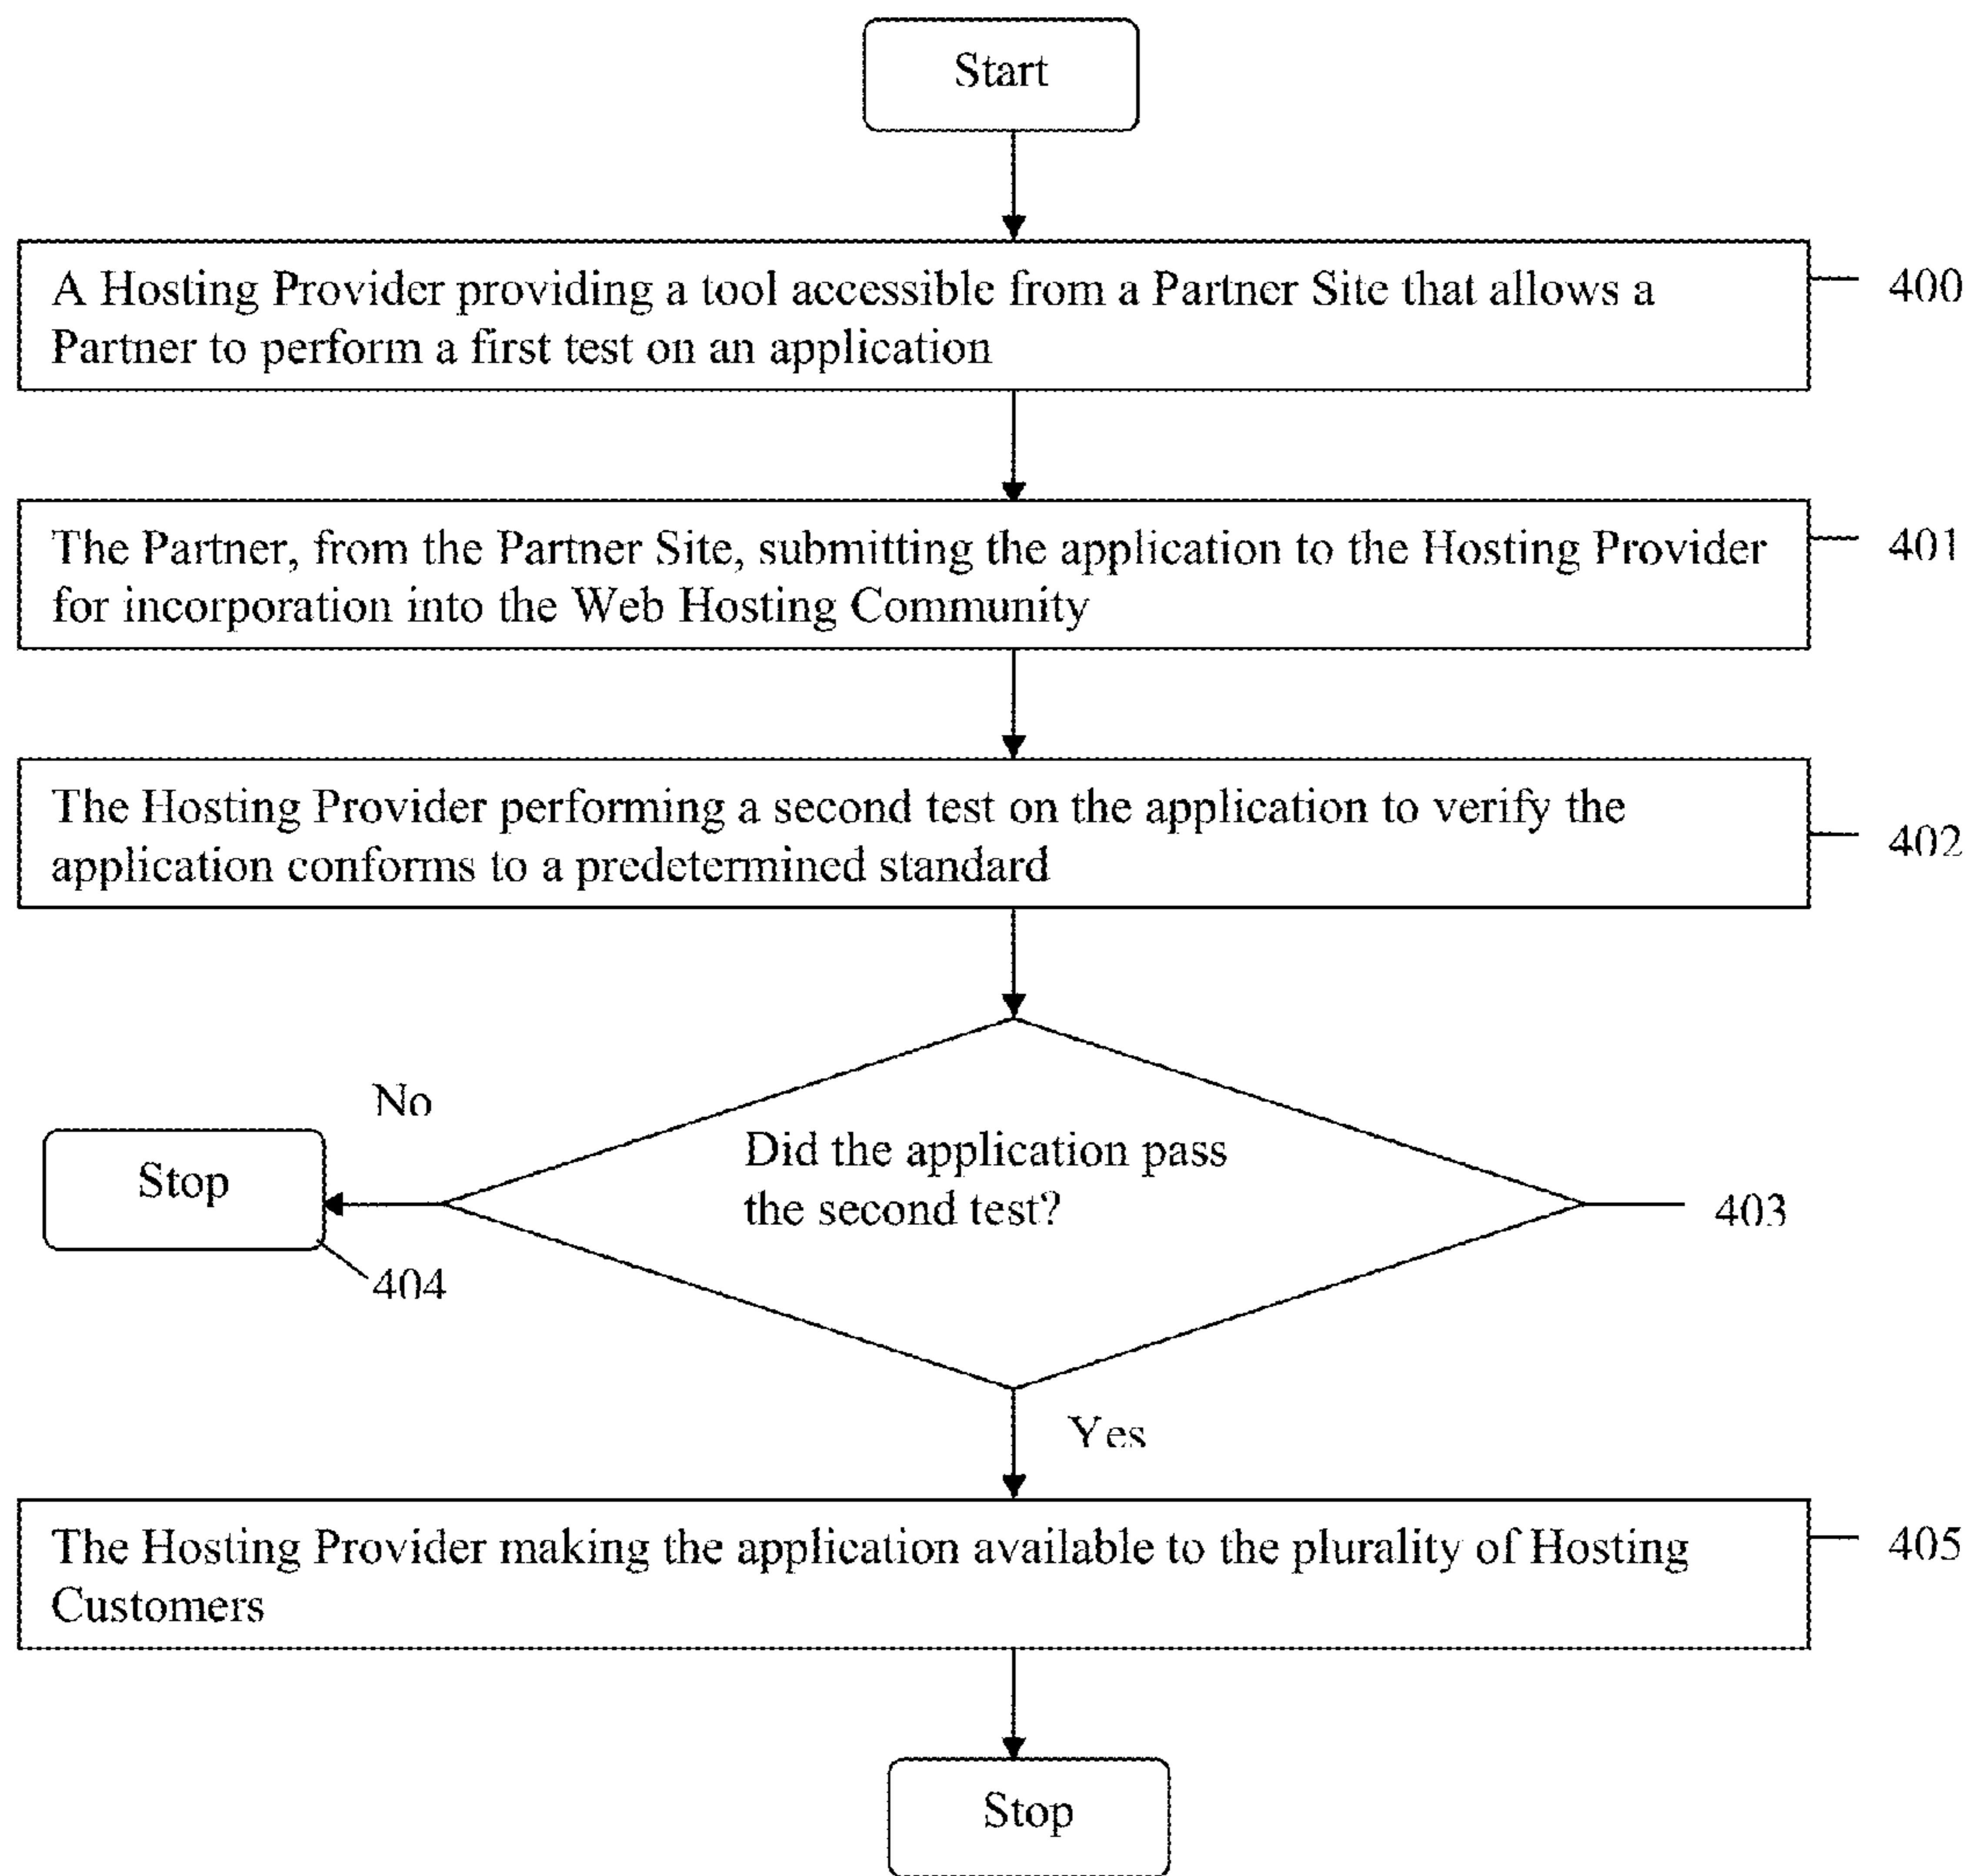 Start
A Hosting Provider providing a tool accessible from a Partner Site that allows a
Partner to perform a first test on an application
400
The Partner, from the Partner Site, submitting the application to the Hosting Provider
for incorporation into the Web Hosting Community
401
The Hosting Provider performing a second test on the application to verify the
application conforms to a predetermined standard
402
No
Did the application pass
the second test?
Stop
403
404
Yes
The Hosting Provider making the application available to the plurality of Hosting
Customers
405
Stop